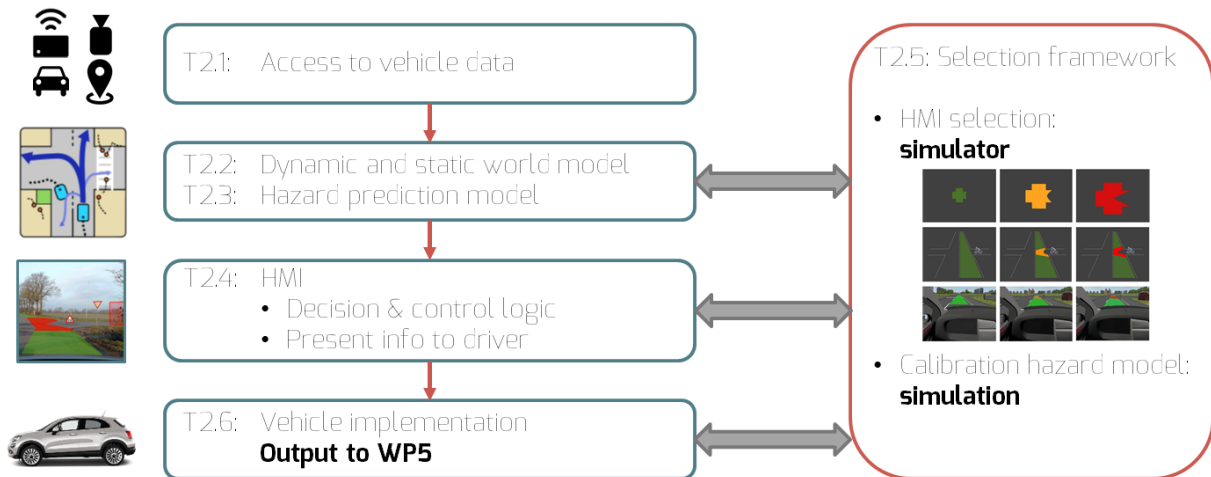 T2.1: Access to vehicle data
T2.2: Dynamic and static world model
T2.3: Hazard prediction model
T2.4: HMI
• Decision & control logic
• Present info to driver
T2.6: Vehicle implementation
Output to WP5
T2.5: Selection framework
• HMI selection:
simulator
• Calibration hazard model:
simulation